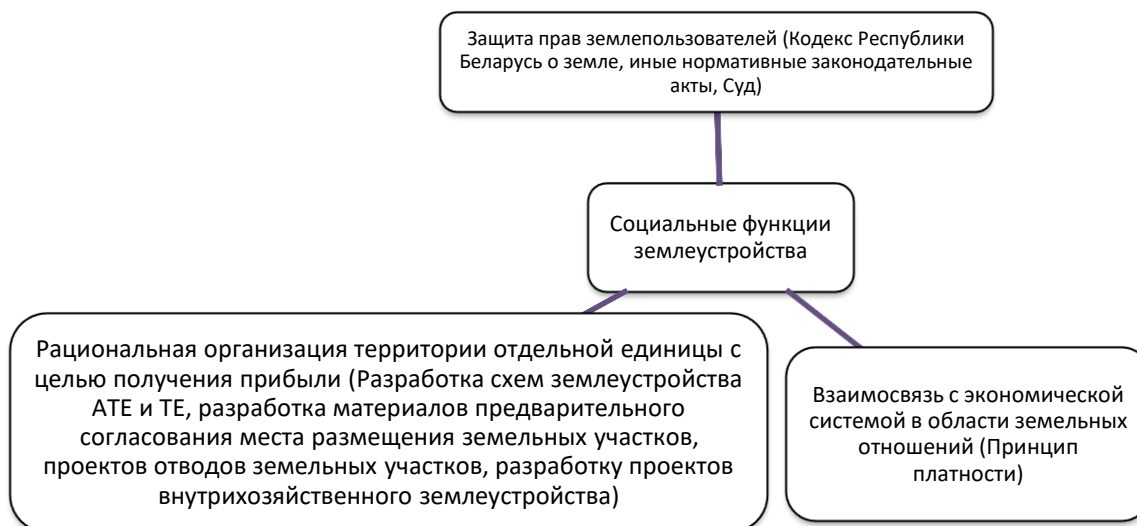 Защита прав землепользователей (Кодекс Республики
Беларусь о земле, иные нормативные законодательные
акты, Суд)
Социальные функции
землеустройства
Рациональная организация территории отдельной единицы с
целью получения прибыли (Разработка схем землеустройства
АТЕ и ТЕ, разработка материалов предварительного
согласования места размещения земельных участков,
проектов отводов земельных участков, разработку проектов
внутрихозяйственного землеустройства)
Взаимосвязь с экономической
системой в области земельных
отношений (Принцип
платности)